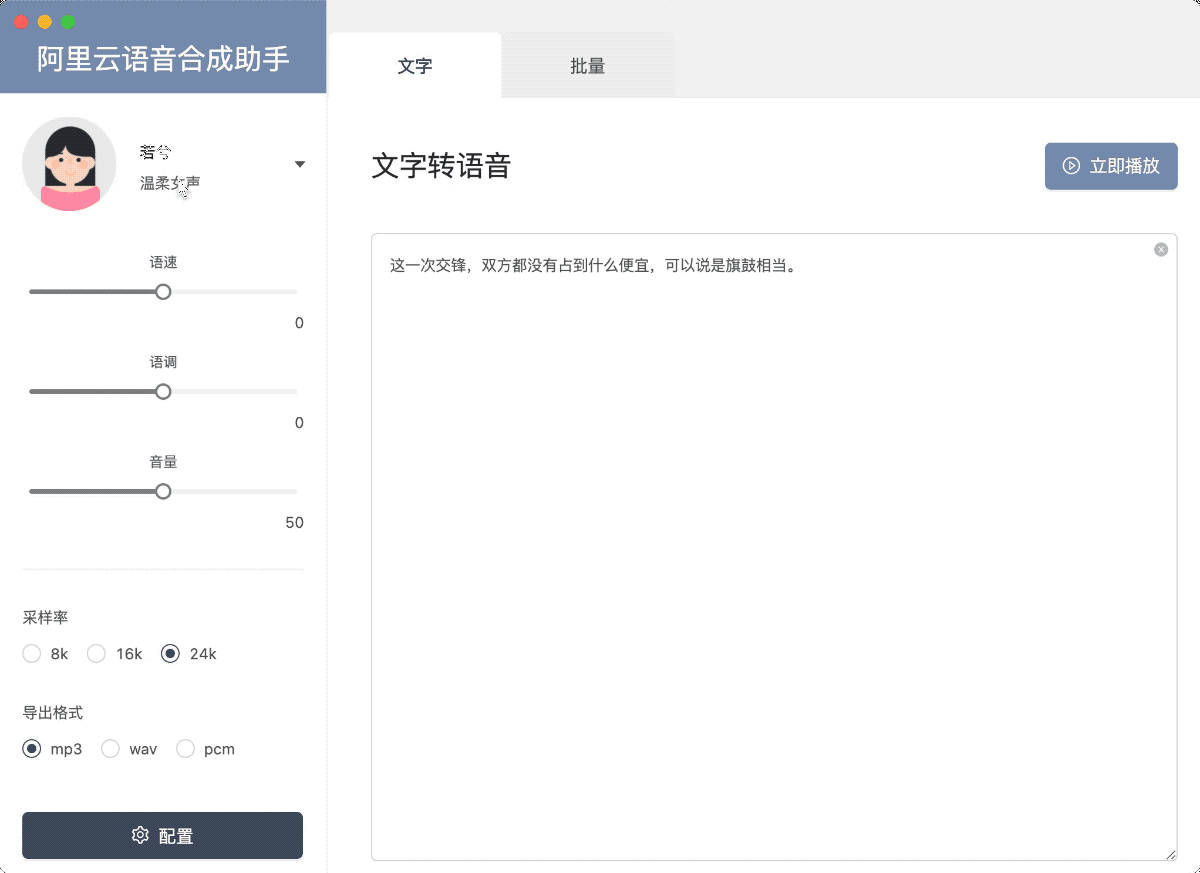 阿里云语音合成助手
文字
批量
若兮
温柔女声
文字转语音
立即播放
这一次交锋，双方都没有占到什么便宜，可以说是旗鼓相当。
语速
0
语调
0
音量
50
采样率
8k 16k 24k
导出格式
mp3 wav pcm
配置